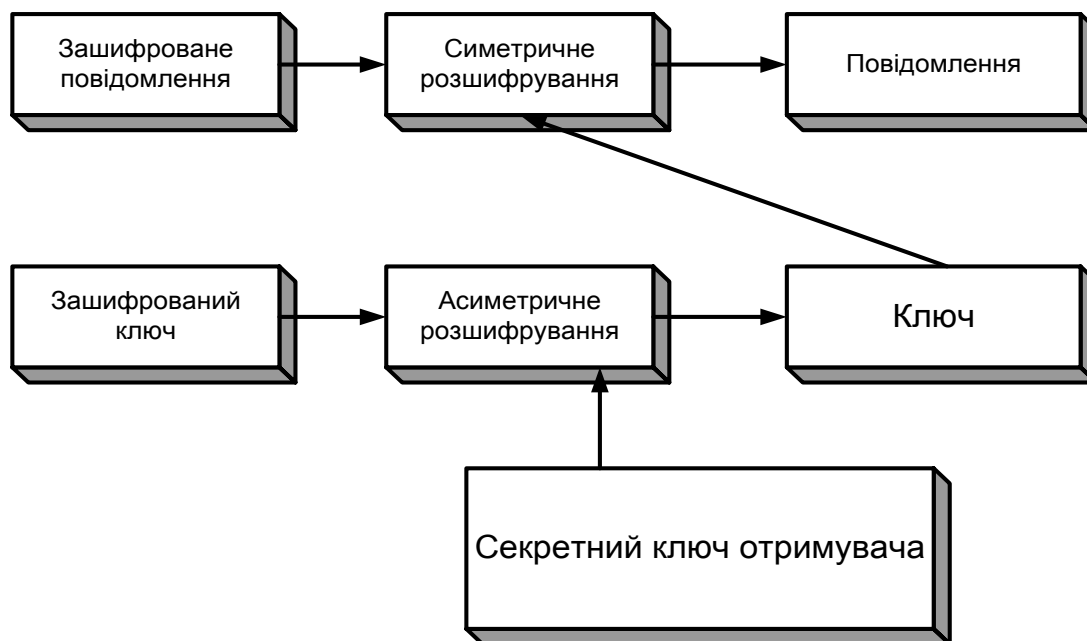 Зашифроване
повідомлення
Симетричне
розшифрування
Повідомлення
Зашифрований
ключ
Асиметричне
розшифрування
Ключ
Секретний ключ отримувача